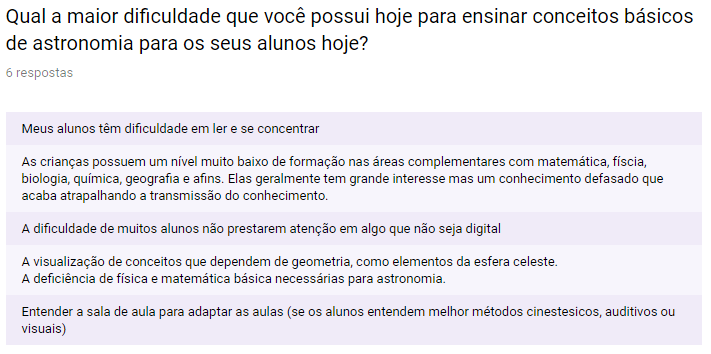 Qual a maior dificuldade que você possui hoje para ensinar conceitos básicos
de astronomia para os seus alunos hoje?
6 respostas
Meus alunos têm dificuldade em ler e se concentrar
As crianças possuem um nível muito baixo de formação nas áreas complementares com matemática, físcia,
biologia, química, geografia e afins. Elas geralmente tem grande interesse mas um conhecimento defasado que
acaba atrapalhando a transmissão do conhecimento.
A dificuldade de muitos alunos não prestarem atenção em algo que não seja digital
A visualização de conceitos que dependem de geometria, como elementos da esfera celeste.
A deficiência de física e matemática básica necessárias para astronomia.
Entender a sala de aula para adaptar as aulas (se os alunos entendem melhor métodos cinestesicos, auditivos ou
visuais)